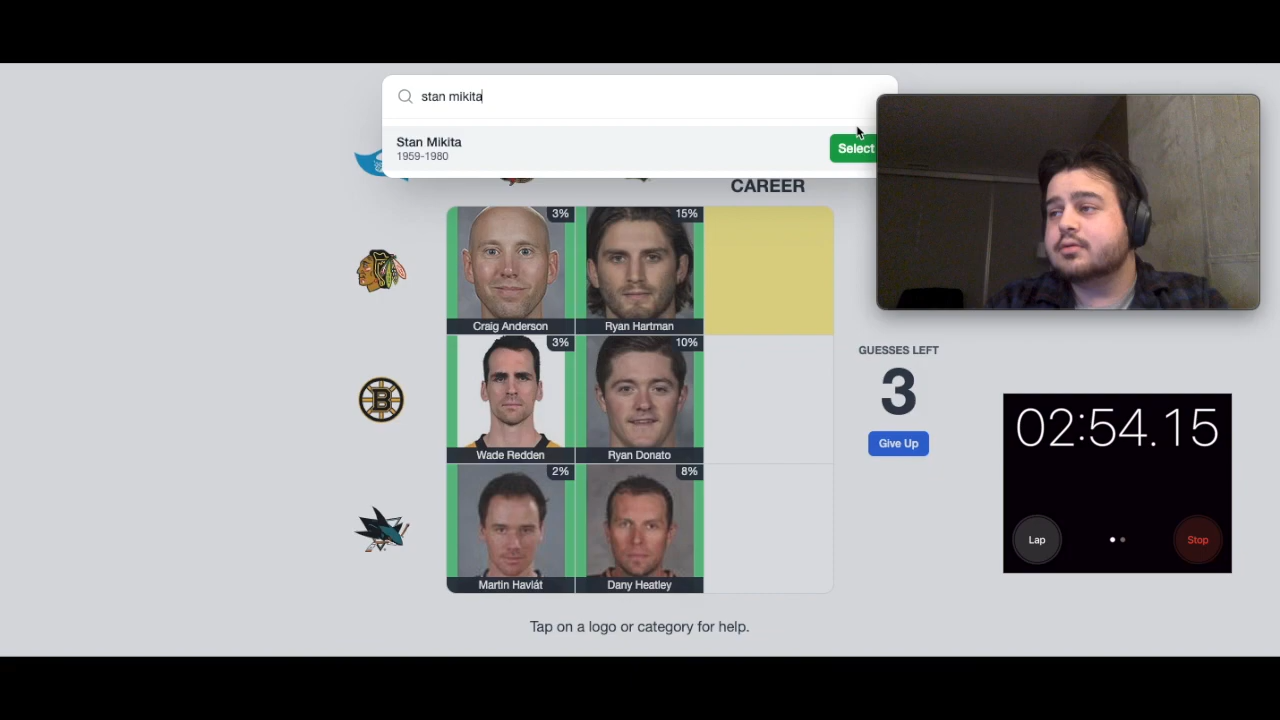 stan mikita
Stan Mikita
1959-1980
Select
CAREER
3%
15%
Craig Anderson
Ryan Hartman
3%
10%
Wade Redden
Ryan Donato
2%
8%
Martin Havlát
Dany Heatley
GUESSES LEFT
3
Give Up
02:54.15
Lap
Stop
Tap on a logo or category for help.